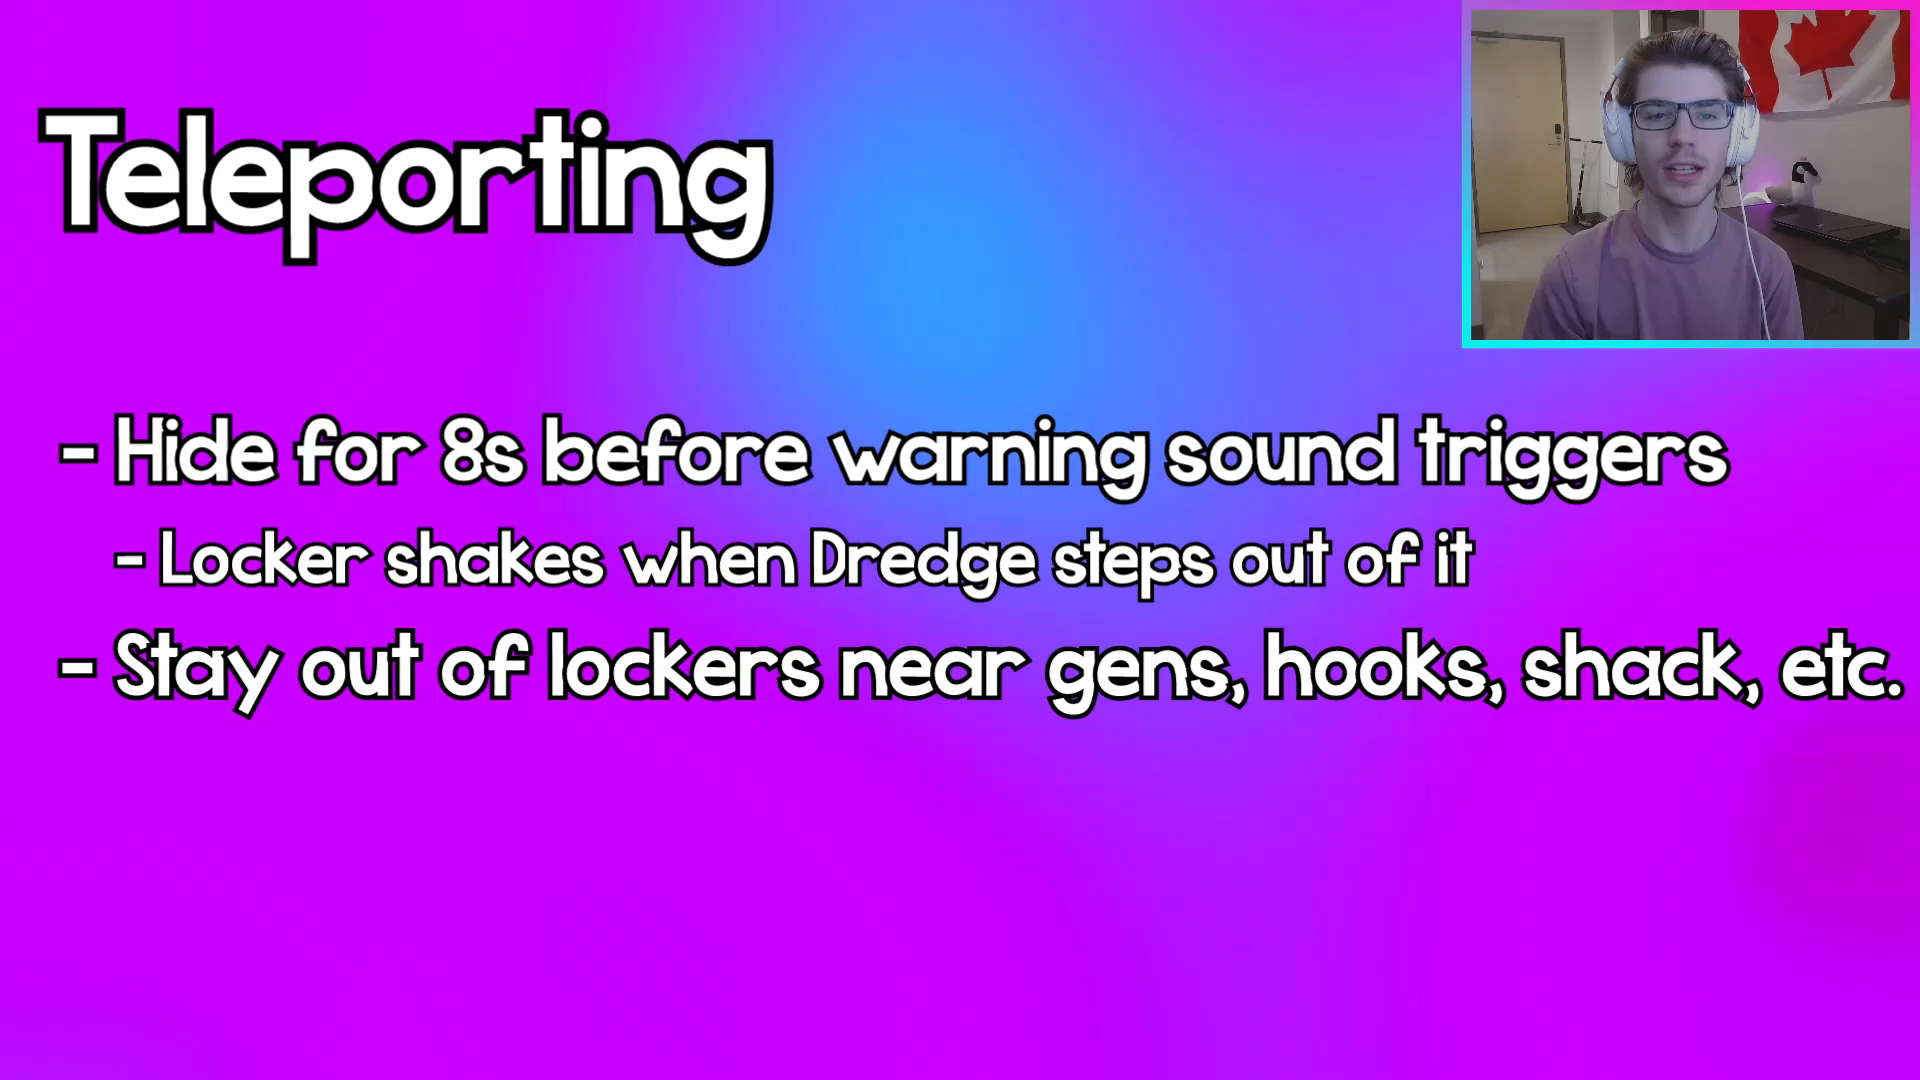 Teleporting
- Hide for 8s before warning sound triggers
- Locker shakes when Dredge steps out of it
- Stay out of lockers near gens, hooks, shack, etc.